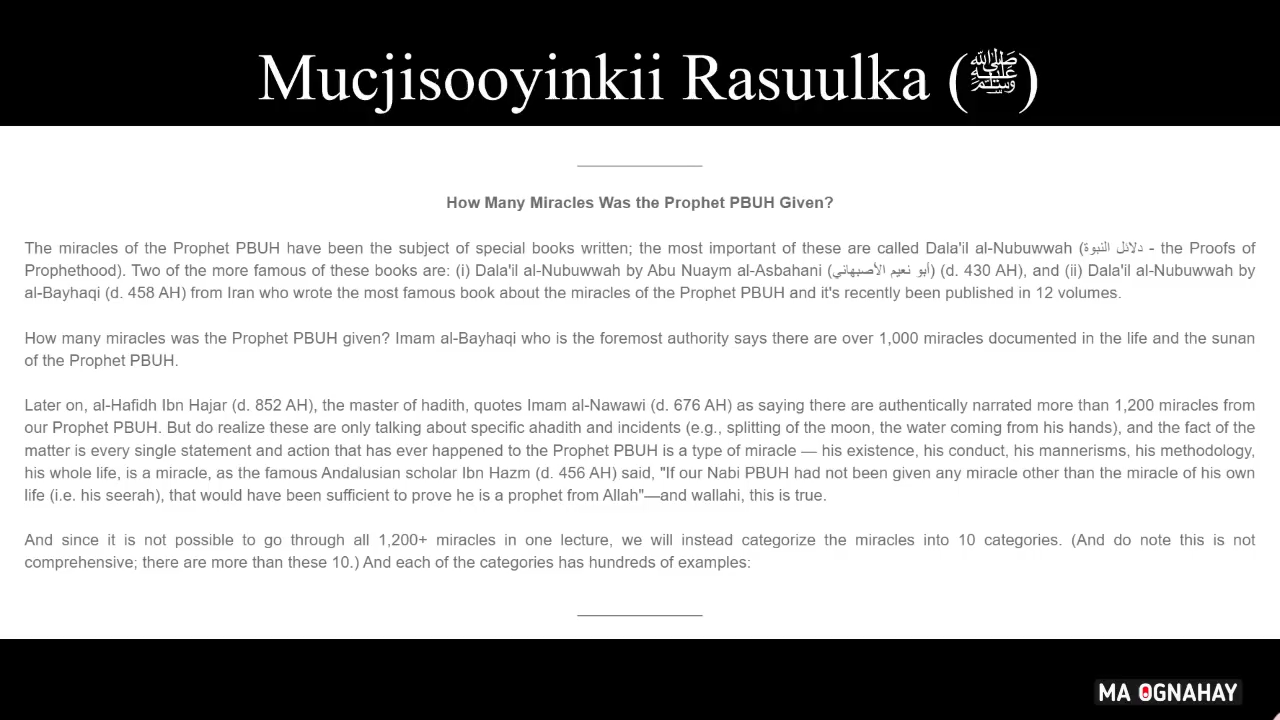 Mucjisooyinkii Rasuulka (ﷺ)
How Many Miracles Was the Prophet PBUH Given?
The miracles of the Prophet PBUH have been the subject of special books written; the most important of these are called Dala'il al-Nubuwwah (دلائل النبوة - the Proofs of
Prophethood). Two of the more famous of these books are: (i) Dala'il al-Nubuwwah by Abu Nuaym al-Asbahani (أبو نعيم الأصبهاني) (d. 430 AH), and (ii) Dala'il al-Nubuwwah by
al-Bayhaqi (d. 458 AH) from Iran who wrote the most famous book about the miracles of the Prophet PBUH and it's recently been published in 12 volumes.
How many miracles was the Prophet PBUH given? Imam al-Bayhaqi who is the foremost authority says there are over 1,000 miracles documented in the life and the sunan
of the Prophet PBUH.
Later on, al-Hafidh Ibn Hajar (d. 852 AH), the master of hadith, quotes Imam al-Nawawi (d. 676 AH) as saying there are authentically narrated more than 1,200 miracles from
our Prophet PBUH. But do realize these are only talking about specific ahadith and incidents (e.g., splitting of the moon, the water coming from his hands), and the fact of the
matter is every single statement and action that has ever happened to the Prophet PBUH is a type of miracle — his existence, his conduct, his mannerisms, his methodology,
his whole life, is a miracle, as the famous Andalusian scholar Ibn Hazm (d. 456 AH) said, "If our Nabi PBUH had not been given any miracle other than the miracle of his own
life (i.e. his seerah), that would have been sufficient to prove he is a prophet from Allah"—and wallahi, this is true.
And since it is not possible to go through all 1,200+ miracles in one lecture, we will instead categorize the miracles into 10 categories. (And do note this is not
comprehensive; there are more than these 10.) And each of the categories has hundreds of examples:
MA OGNAHAY